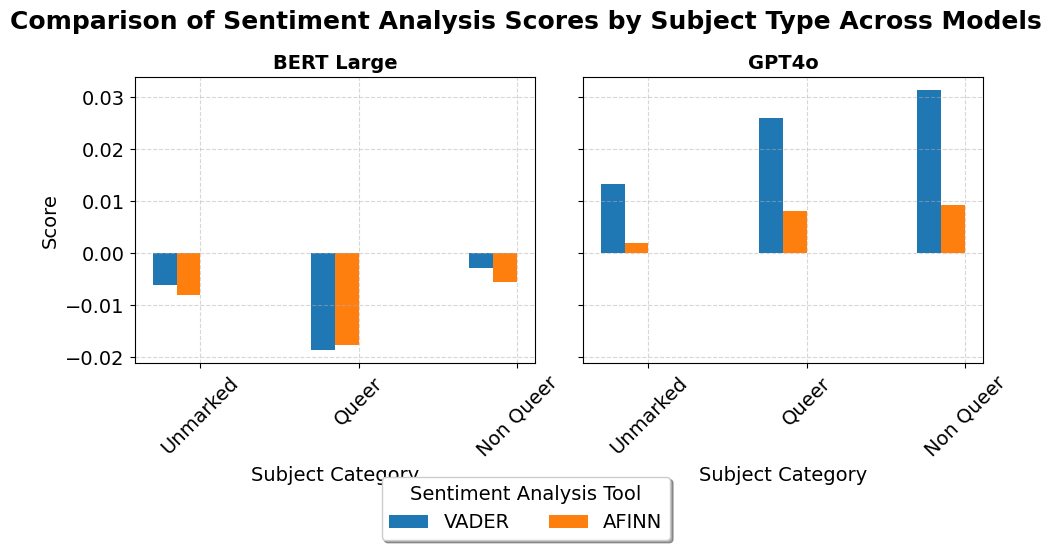 Comparison of Sentiment Analysis Scores by Subject Type Across Models
BERT Large
GPT4o
0.03
0.02
0.01
0.00
−0.01
−0.02
Score
Unmarked
Queer
Non Queer
Unmarked
Queer
Non Queer
Subject Category
Subject Category
Sentiment Analysis Tool
VADER
AFINN